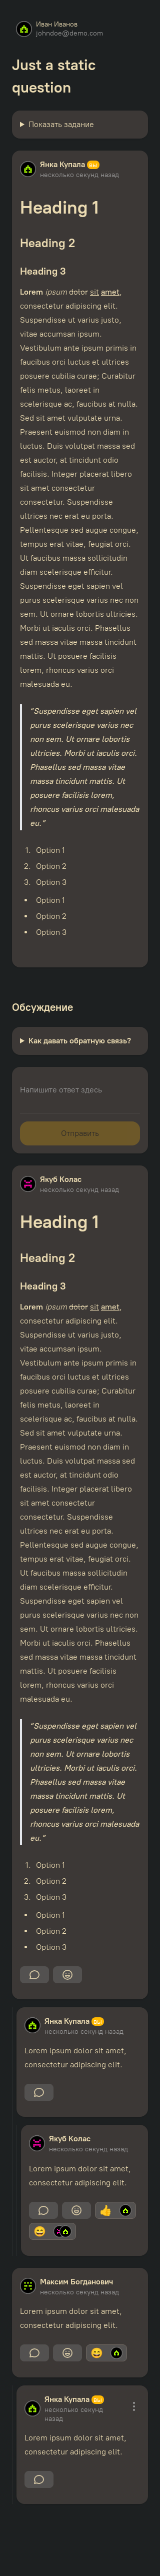 Иван Иванов
johndoe@demo.com
Just a static
question
Показать задание
Янка Купала Вы
несколько секунд назад
Heading 1
Heading 2
Heading 3
Lorem ipsum dolor sit amet,
consectetur adipiscing elit.
Suspendisse ut varius justo,
vitae accumsan ipsum.
Vestibulum ante ipsum primis in
faucibus orci luctus et ultrices
posuere cubilia curae; Curabitur
felis metus, laoreet in
scelerisque ac, faucibus at nulla.
Sed sit amet vulputate urna.
Praesent euismod non diam in
luctus. Duis volutpat massa sed
est auctor, at tincidunt odio
facilisis. Integer placerat libero
sit amet consectetur
consectetur. Suspendisse
ultrices nec erat eu porta.
Pellentesque sed augue congue,
tempus erat vitae, feugiat orci.
Ut faucibus massa sollicitudin
diam scelerisque efficitur.
Suspendisse eget sapien vel
purus scelerisque varius nec non
sem. Ut ornare lobortis ultricies.
Morbi ut iaculis orci. Phasellus
sed massa vitae massa tincidunt
mattis. Ut posuere facilisis
lorem, rhoncus varius orci
malesuada eu.
“Suspendisse eget sapien vel
purus scelerisque varius nec
non sem. Ut ornare lobortis
ultricies. Morbi ut iaculis orci.
Phasellus sed massa vitae
massa tincidunt mattis. Ut
posuere facilisis lorem,
rhoncus varius orci malesuada
eu.”
1. Option 1
2. Option 2
3. Option 3
• Option 1
• Option 2
• Option 3
Обсуждение
Как давать обратную связь?
Напишите ответ здесь
Отправить
Якуб Колас
несколько секунд назад
Heading 1
Heading 2
Heading 3
Lorem ipsum dolor sit amet,
consectetur adipiscing elit.
Suspendisse ut varius justo,
vitae accumsan ipsum.
Vestibulum ante ipsum primis in
faucibus orci luctus et ultrices
posuere cubilia curae; Curabitur
felis metus, laoreet in
scelerisque ac, faucibus at nulla.
Sed sit amet vulputate urna.
Praesent euismod non diam in
luctus. Duis volutpat massa sed
est auctor, at tincidunt odio
facilisis. Integer placerat libero
sit amet consectetur
consectetur. Suspendisse
ultrices nec erat eu porta.
Pellentesque sed augue congue,
tempus erat vitae, feugiat orci.
Ut faucibus massa sollicitudin
diam scelerisque efficitur.
Suspendisse eget sapien vel
purus scelerisque varius nec non
sem. Ut ornare lobortis ultricies.
Morbi ut iaculis orci. Phasellus
sed massa vitae massa tincidunt
mattis. Ut posuere facilisis
lorem, rhoncus varius orci
malesuada eu.
“Suspendisse eget sapien vel
purus scelerisque varius nec
non sem. Ut ornare lobortis
ultricies. Morbi ut iaculis orci.
Phasellus sed massa vitae
massa tincidunt mattis. Ut
posuere facilisis lorem,
rhoncus varius orci malesuada
eu.”
1. Option 1
2. Option 2
3. Option 3
• Option 1
• Option 2
• Option 3
Янка Купала Вы
несколько секунд назад
Lorem ipsum dolor sit amet,
consectetur adipiscing elit.
Якуб Колас
несколько секунд назад
Lorem ipsum dolor sit amet,
consectetur adipiscing elit.
Максим Богданович
несколько секунд назад
Lorem ipsum dolor sit amet,
consectetur adipiscing elit.
Янка Купала Вы
несколько секунд
назад
Lorem ipsum dolor sit amet,
consectetur adipiscing elit.